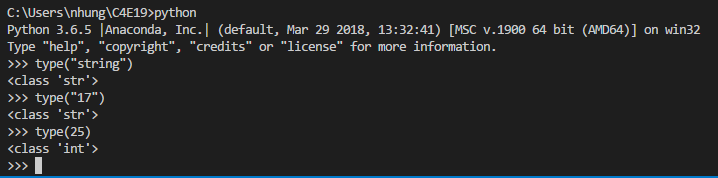 C:\Users\nhung\C4E19>python
Python 3.6.5 |Anaconda, Inc.| (default, Mar 29 2018, 13:32:41) [MSC v.1900 64 bit (AMD64)] on win32
Type "help", "copyright", "credits" or "license" for more information.
>>> type("string")
<class 'str'>
>>> type("17")
<class 'str'>
>>> type(25)
<class 'int'>
>>>